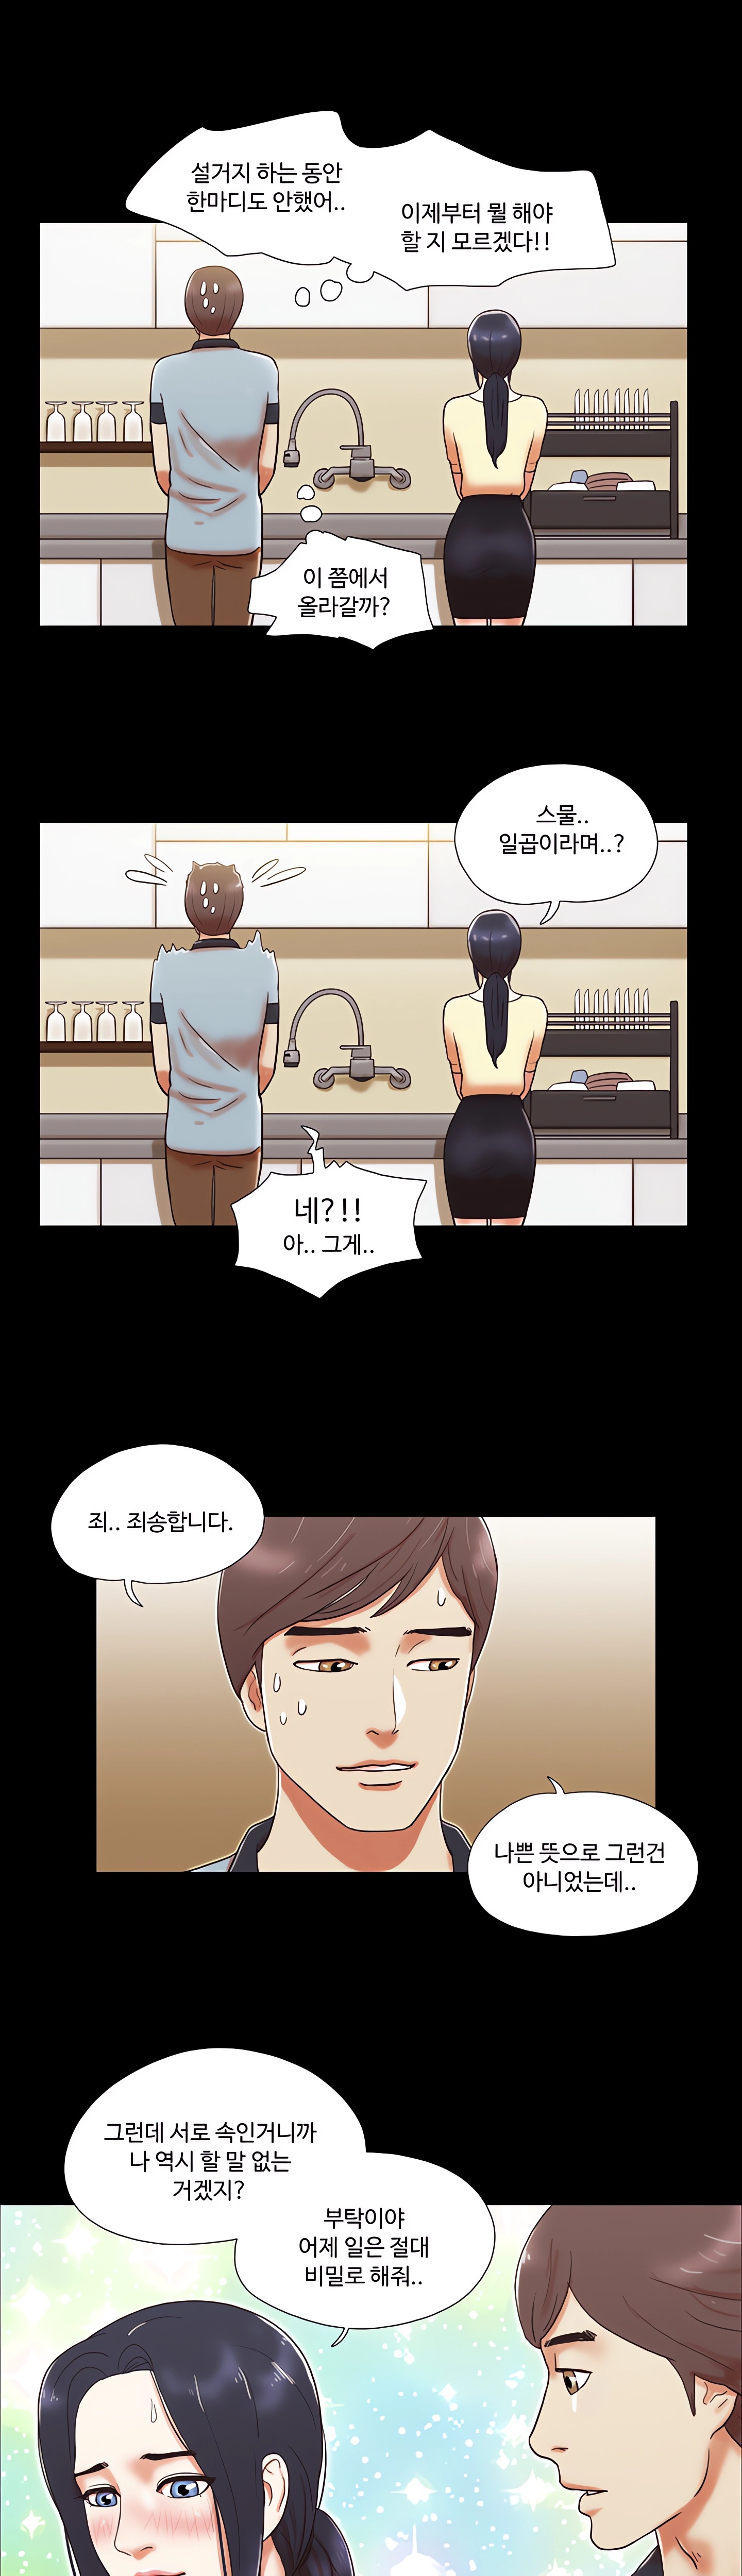 설거지 하는 동안
한마디도 안했어..
이제부터 뭘 해야
할 지 모르겠다!!
이 쯤에서
올라갈까?
스물..
일곱이라며..?
네?!!
아.. 그게..
죄.. 죄송합니다.
나쁜 뜻으로 그런건
아니었는데..
그런데 서로 속인거니까
나 역시 할 말 없는
거겠지?
부탁이야
어제 일은 절대
비밀로 해줘..